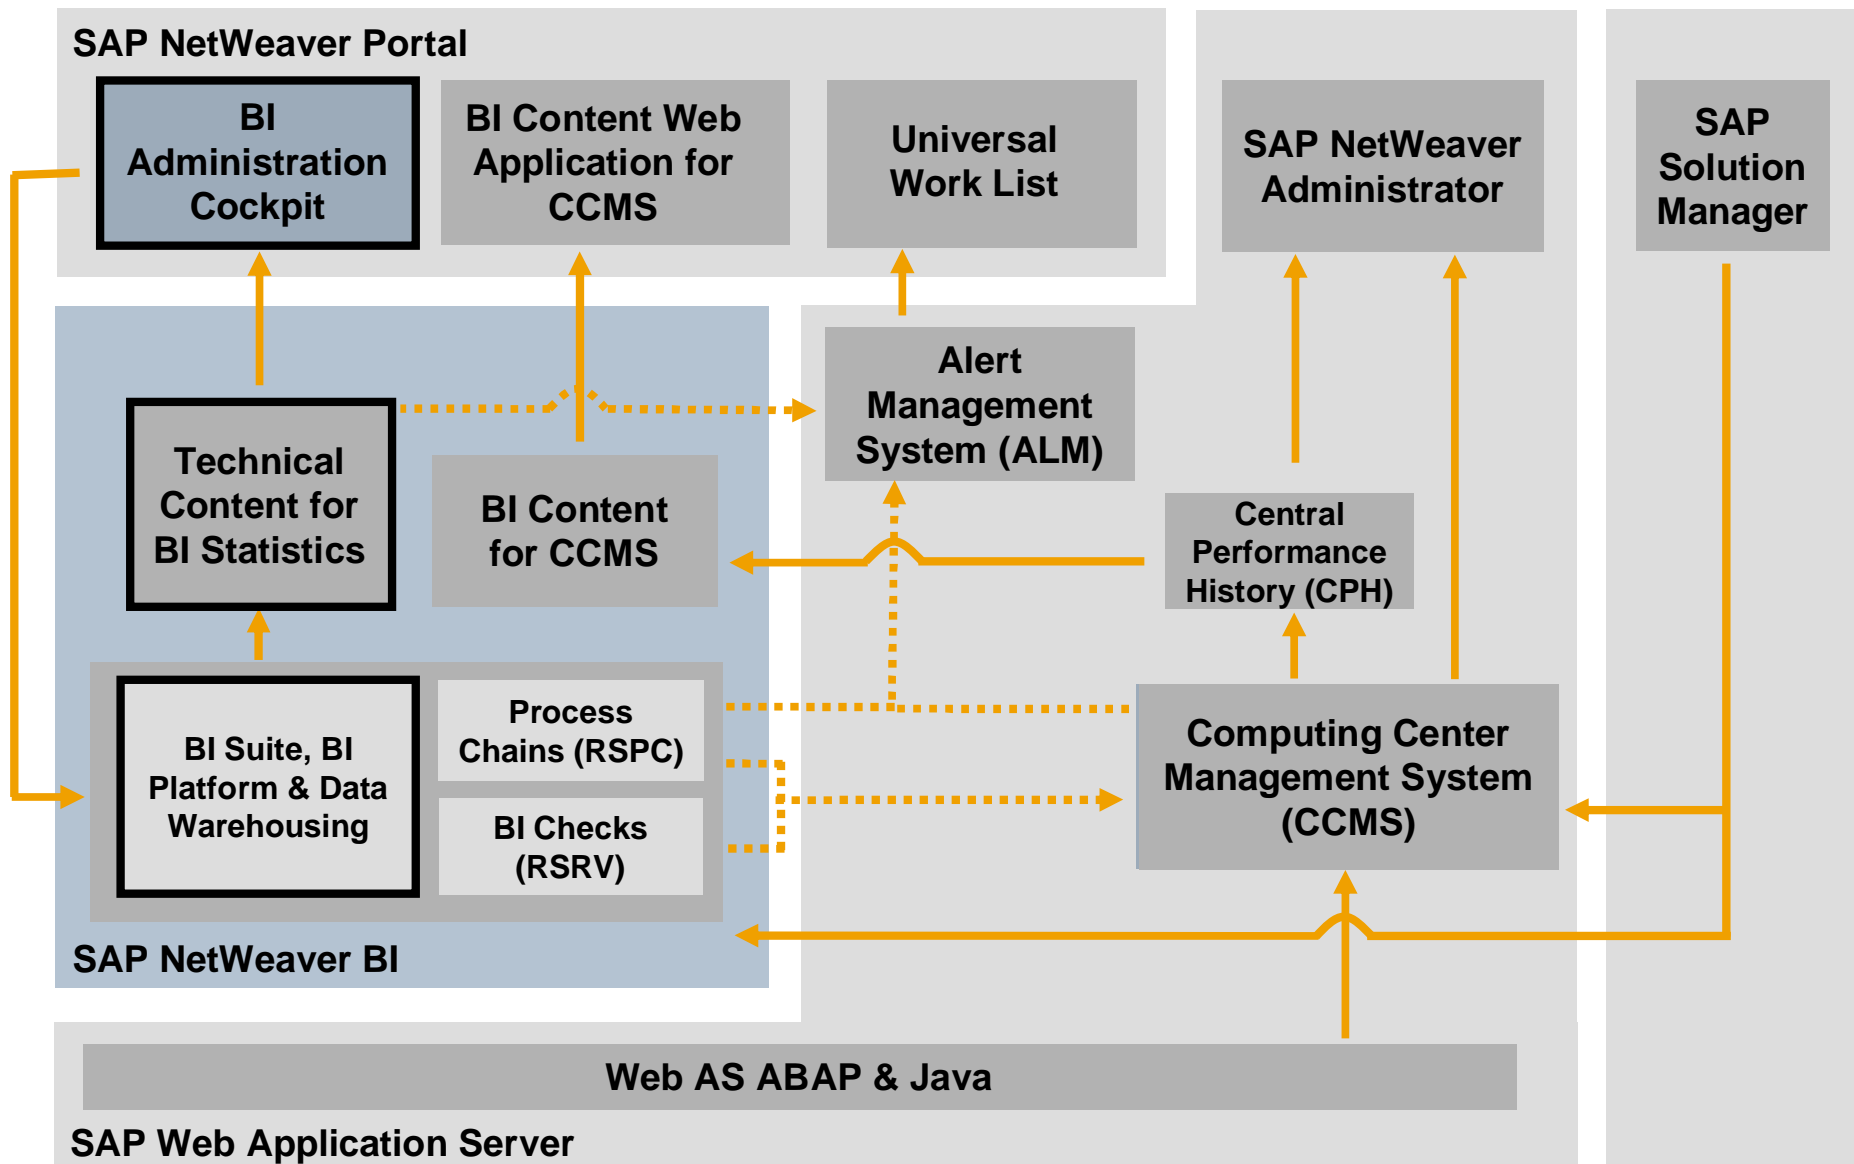 SAP NetWeaver Portal
BI
Administration
Cockpit
BI Content Web
Application for
CCMS
Universal
Work List
SAP NetWeaver
Administrator
SAP
Solution
Manager
Alert
Management
System (ALM)
Technical
Content for
BI Statistics
BI Content
for CCMS
Central
Performance
History (CPH)
BI Suite, BI
Platform & Data
Warehousing
Process
Chains (RSPC)
BI Checks
(RSRV)
Computing Center
Management System
(CCMS)
SAP NetWeaver BI
Web AS ABAP & Java
SAP Web Application Server